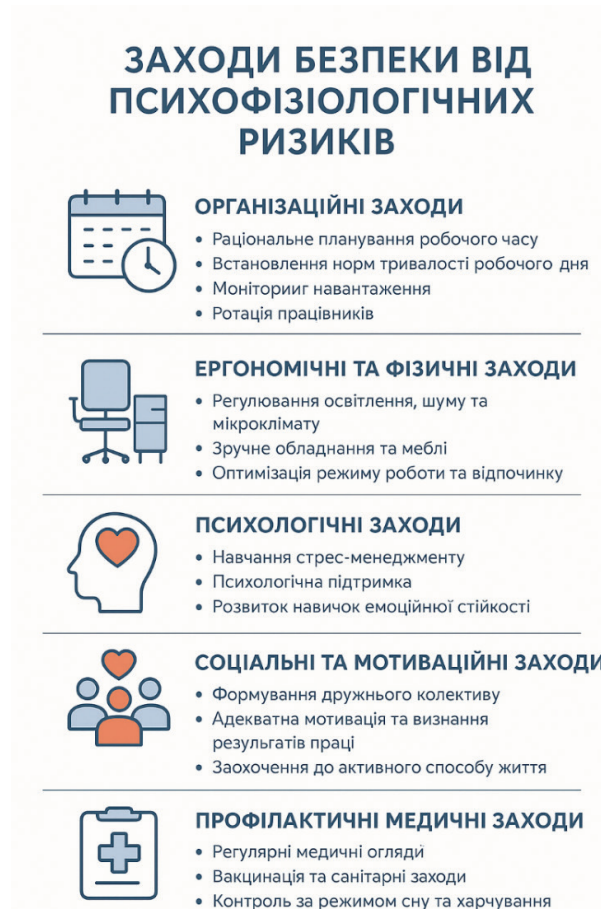 ЗАХОДИ БЕЗПЕКИ ВІД
ПСИХОФІЗІОЛОГІЧНИХ
РИЗИКІВ
ОРГАНІЗАЦІЙНІ ЗАХОДИ
• Раціональне планування робочого часу
• Встановлення норм тривалості робочого дня
• Моніторииг навантаження
• Ротація працівників
ЕРГОНОМІЧНІ ТА ФІЗИЧНІ ЗАХОДИ
• Регулювання освітлення, шуму та
мікроклімату
• Зручне обладнання та меблі
• Оптимізація режиму роботи та відпочинку
ПСИХОЛОГІЧНІ ЗАХОДИ
• Навчання стрес-менеджменту
• Психологічна підтримка
• Розвиток навичок емоційнюї стійкості
СОЦІАЛЬНІ ТА МОТИВАЦІЙНІ ЗАХОДИ
• Формування дружнього колективу
• Адекватна мотивація та визнання
результатів праці
• Заохочення до активного способу життя
ПРОФІЛАКТИЧНІ МЕДИЧНІ ЗАХОДИ
• Регулярні медичні огляди
• Вакцинація та санітарні заходи
• Контроль за режимом сну та харчування